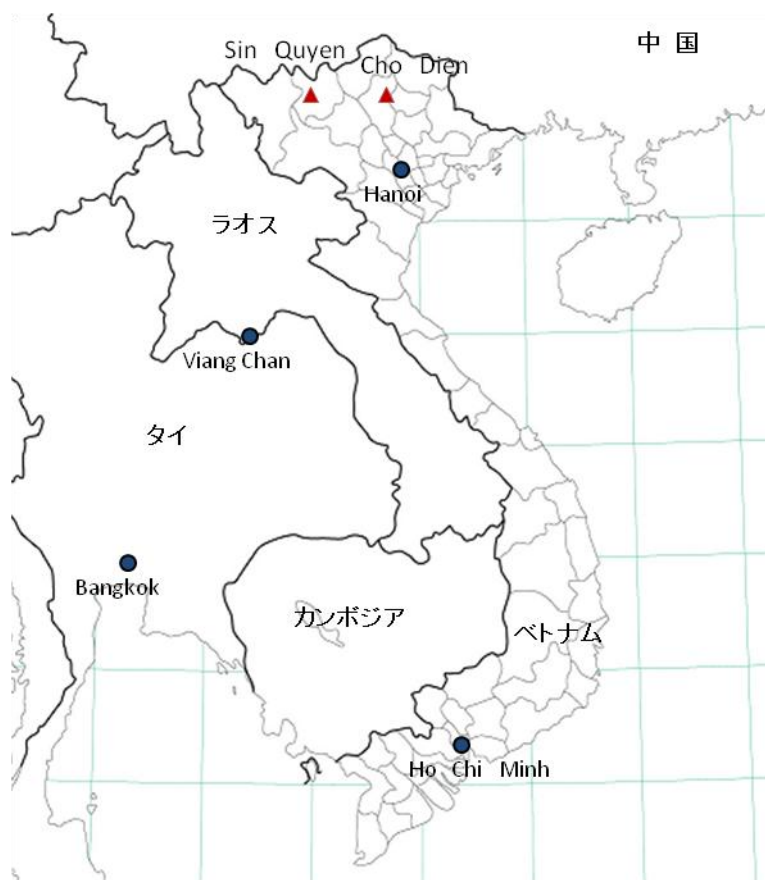 中 国
Sin Quyen
Cho Dien
Hanoi
ラオス
Viang Chan
タイ
Bangkok
カンボジア
ベトナム
Ho Chi Minh